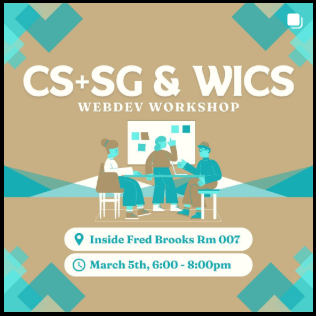 CS+SG & WICS
WEBDEV WORKSHOP
Inside Fred Brooks Rm 007
March 5th, 6:00 - 8:00pm